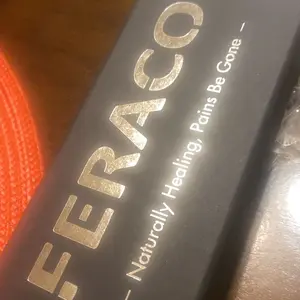 FERACO
– Naturally Healing, Pains Be Gone –